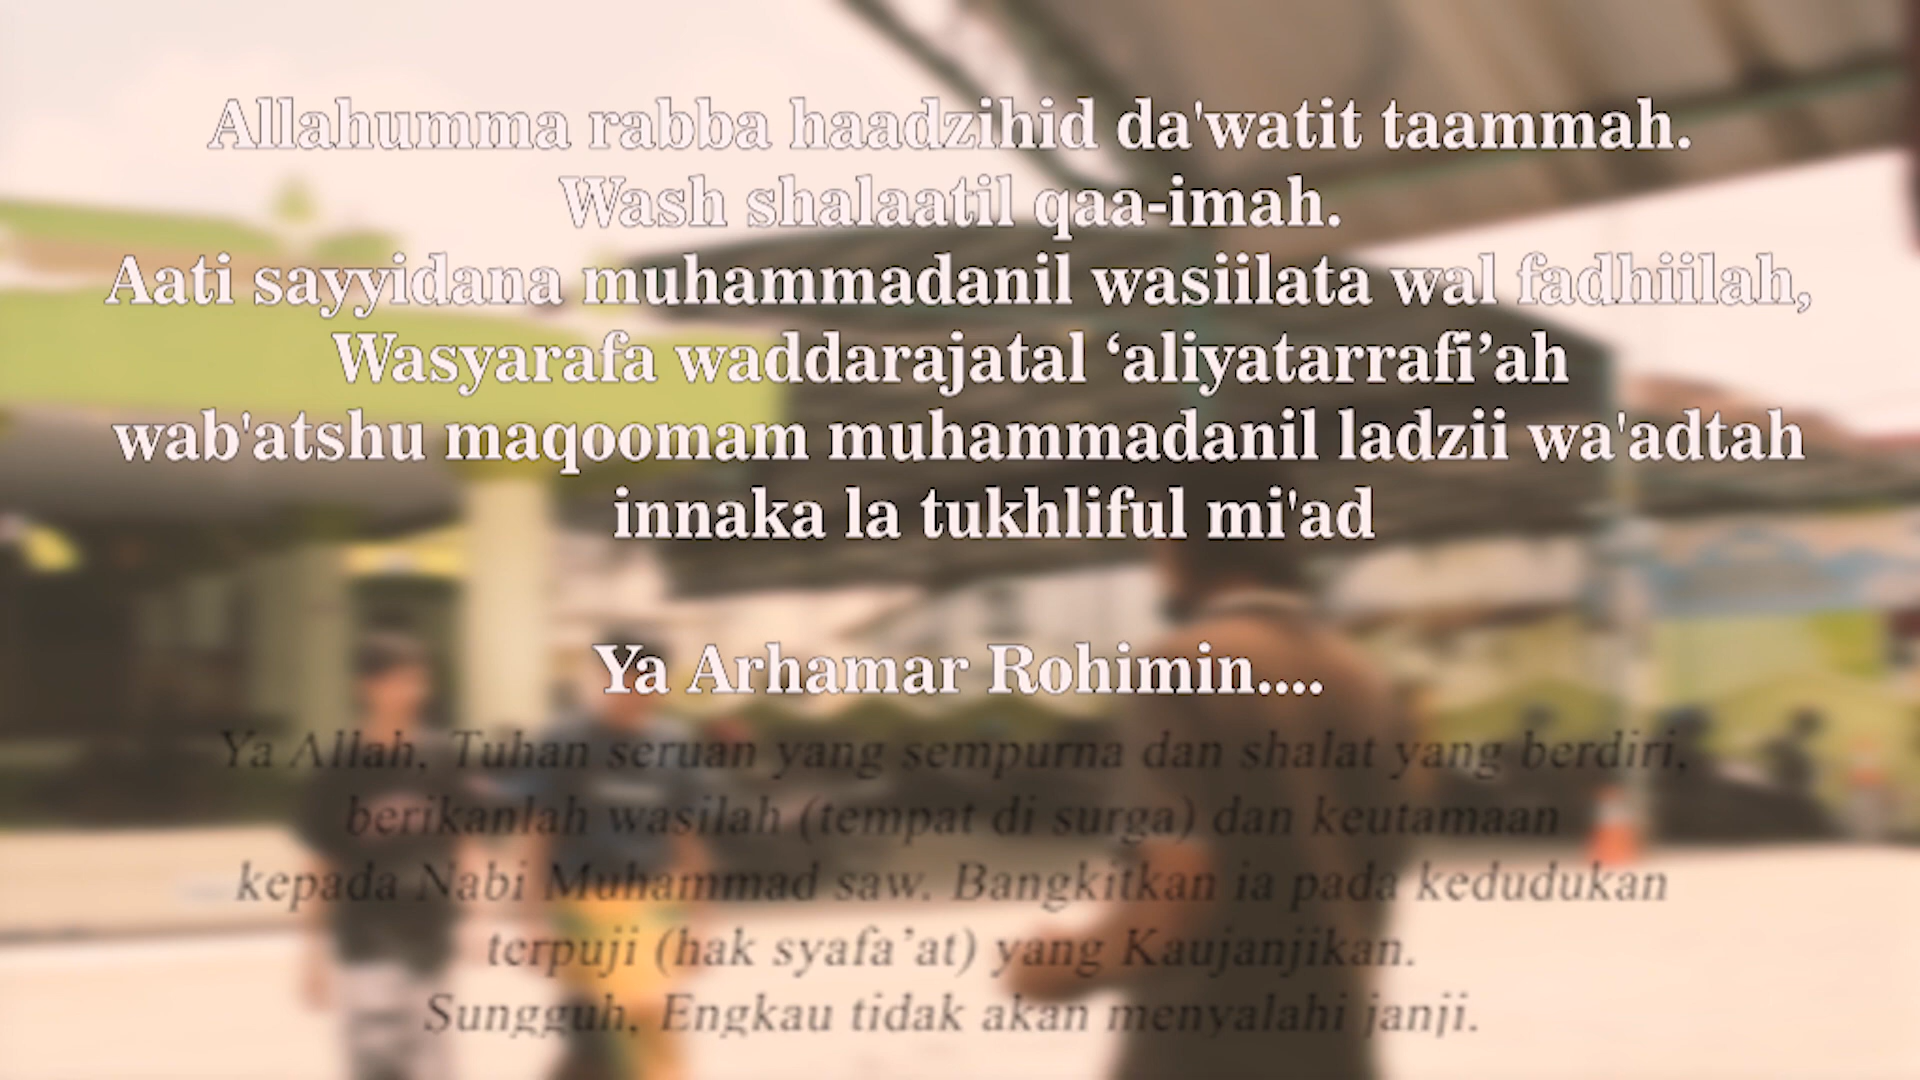 Allahumma rabba haadzihid da'watit taammah.
Wash shalaatil qaa-imah.
Aati sayyidana muhammadanil wasiilata wal fadhiilah,
Wasyarafa waddarajatal ‘aliyatarrafi’ah
wab'atshu maqoomam muhammadanil ladzii wa'adtah
innaka la tukhliful mi'ad
Ya Arhamar Rohimin....
Ya Allah, Tuhan seruan yang sempurna dan shalat yang berdiri,
berikanlah wasilah (tempat di surga) dan keutamaan
kepada Nabi Muhammad saw. Bangkitkan ia pada kedudukan
terpuji (hak syafa’at) yang Kaujanjikan.
Sungguh, Engkau tidak akan menyalahi janji.